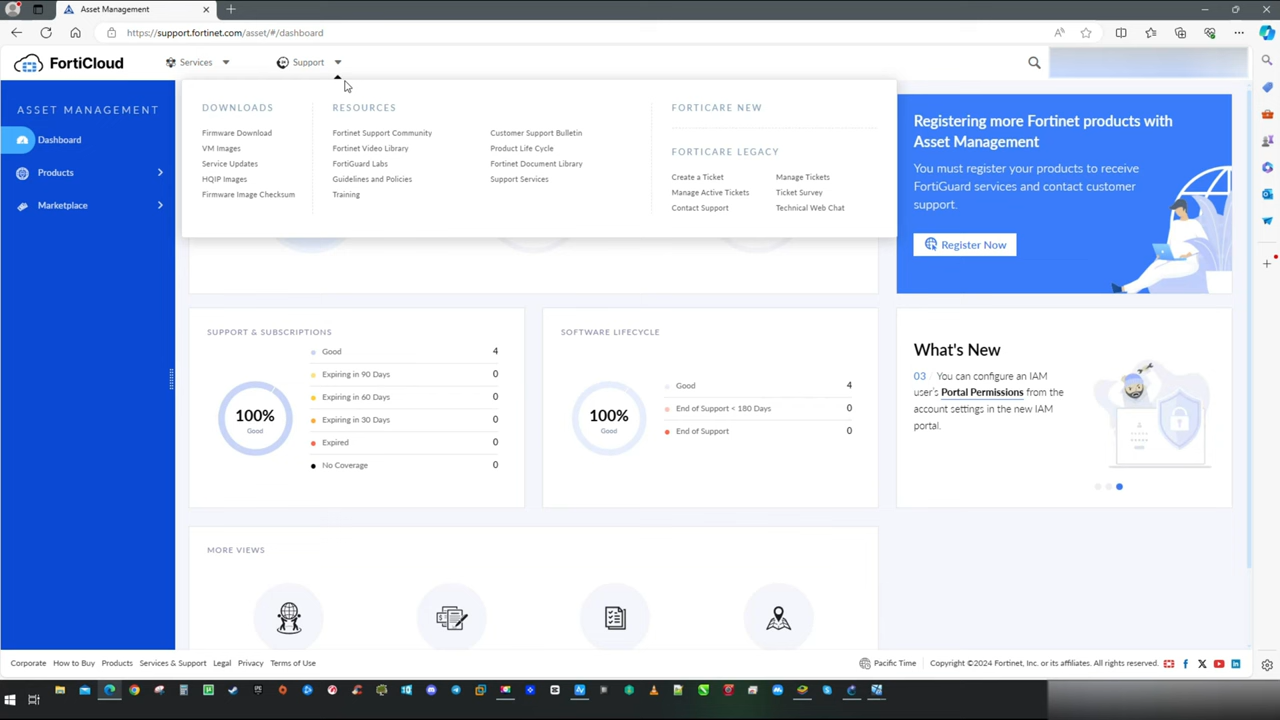 Asset Management
https://support.fortinet.com/asset/#/dashboard
FortiCloud
Services
Support
ASSET MANAGEMENT
Dashboard
Products
Marketplace
DOWNLOADS
Firmware Download
VM Images
Service Updates
HQIP Images
Firmware Image Checksum
RESOURCES
Fortinet Support Community
Fortinet Video Library
FortiGuard Labs
Guidelines and Policies
Training
Customer Support Bulletin
Product Life Cycle
Fortinet Document Library
Support Services
FORTICARE NEW
FORTICARE LEGACY
Create a Ticket
Manage Active Tickets
Contact Support
Manage Tickets
Ticket Survey
Technical Web Chat
Registering more Fortinet products with
Asset Management
You must register your products to receive
FortiGuard services and contact customer
support.
Register Now
SUPPORT & SUBSCRIPTIONS
100%
Good
Good 4
Expiring in 90 Days 0
Expiring in 60 Days 0
Expiring in 30 Days 0
Expired 0
No Coverage 0
SOFTWARE LIFECYCLE
100%
Good
Good 4
End of Support < 180 Days 0
End of Support 0
What's New
03 / You can configure an IAM
user's Portal Permissions from the
account settings in the new IAM
portal.
MORE VIEWS
Corporate How to Buy Products Services & Support Legal Privacy Terms of Use
Pacific Time
Copyright ©2024 Fortinet, Inc. or its affiliates. All rights reserved.